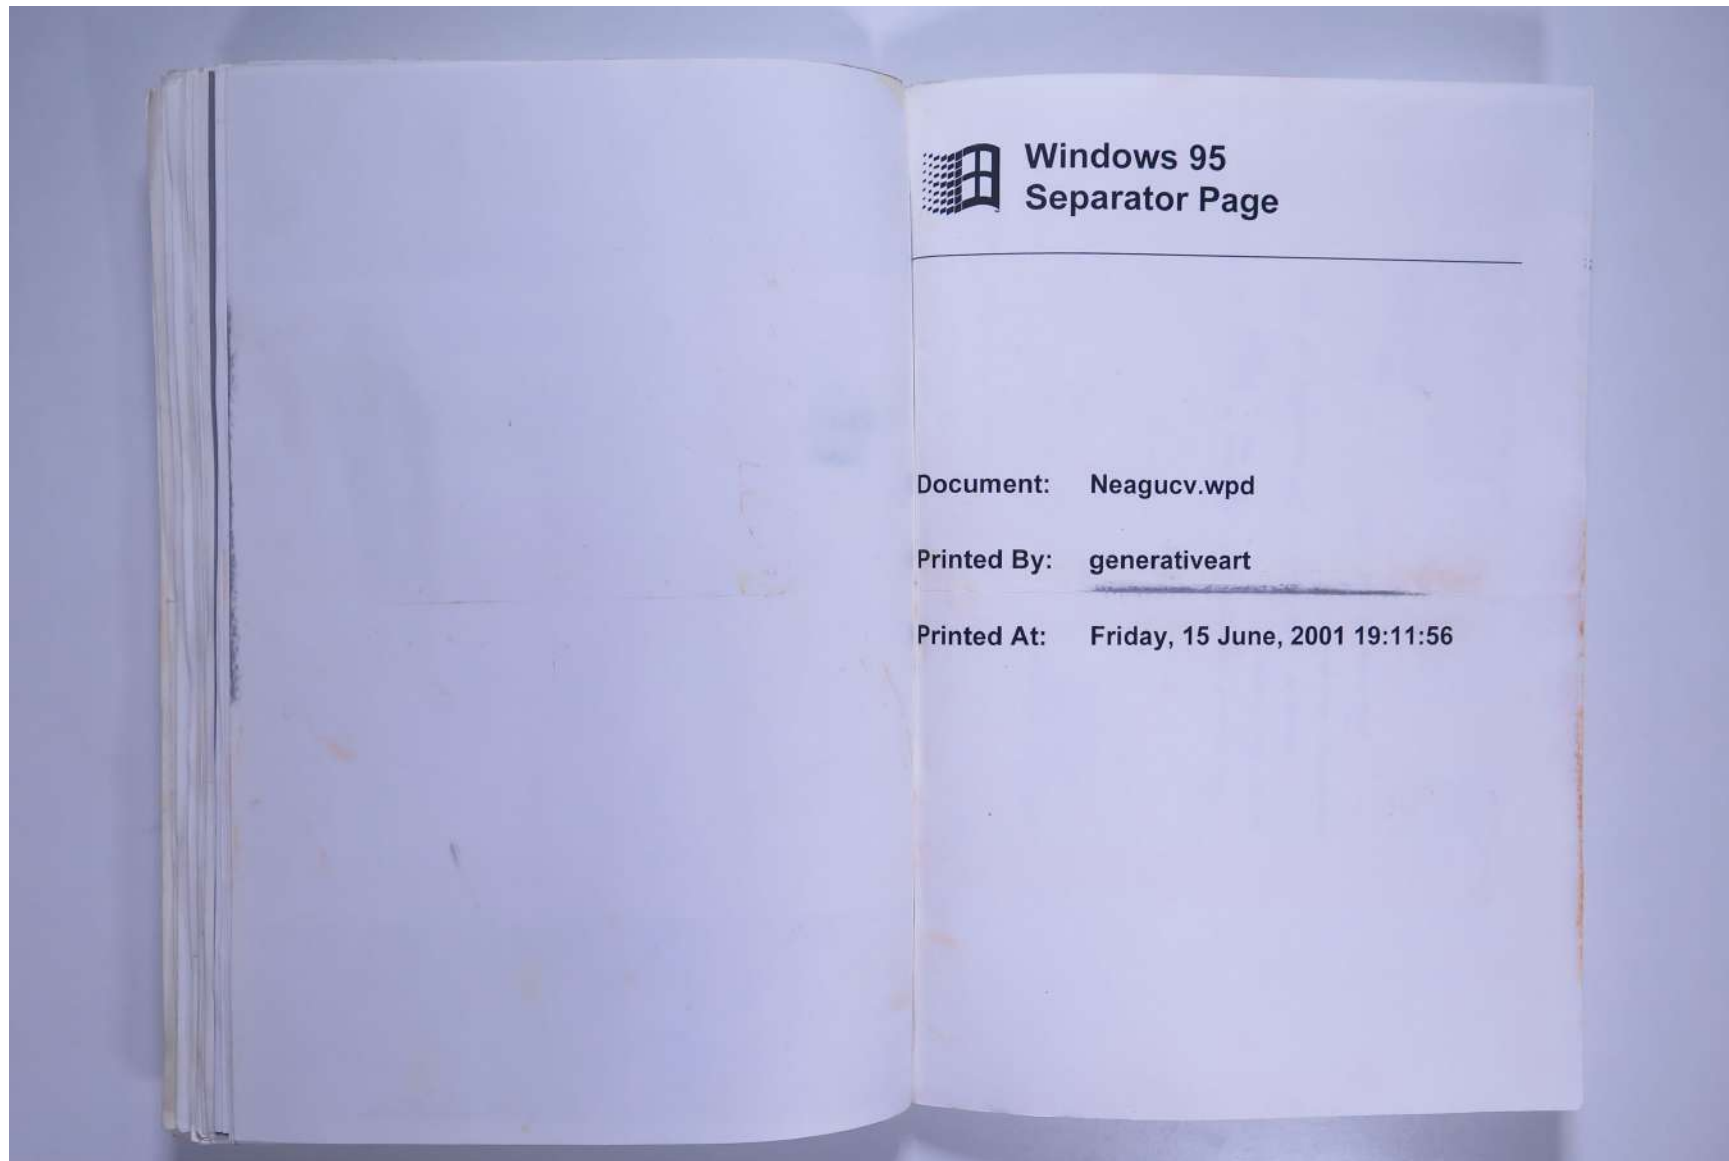 Windows 95
Separator Page
Document: Neagucv.wpd
Printed By: generativeart
Printed At: Friday, 15 June, 2001 19:11:56